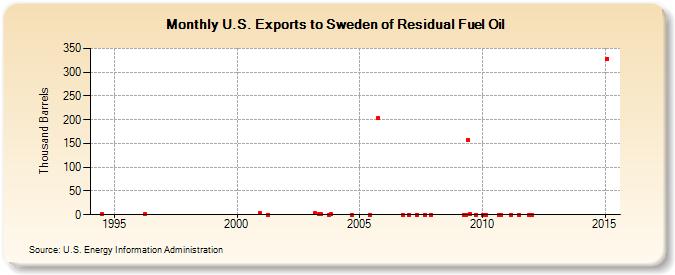 Monthly U.S. Exports to Sweden of Residual Fuel Oil
Thousand Barrels
350
300
250
200
150
100
50
0
1995 2000 2005 2010 2015
Source: U.S. Energy Information Administration